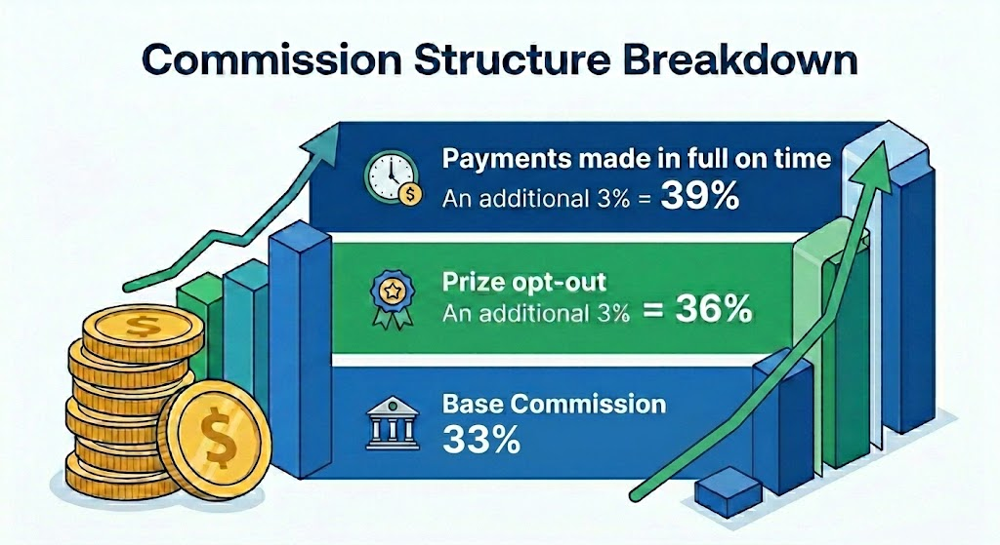 Commission Structure Breakdown
Payments made in full on time
An additional 3% = 39%
$
Prize opt-out
An additional 3% = 36%
Base Commission
33%
$
$